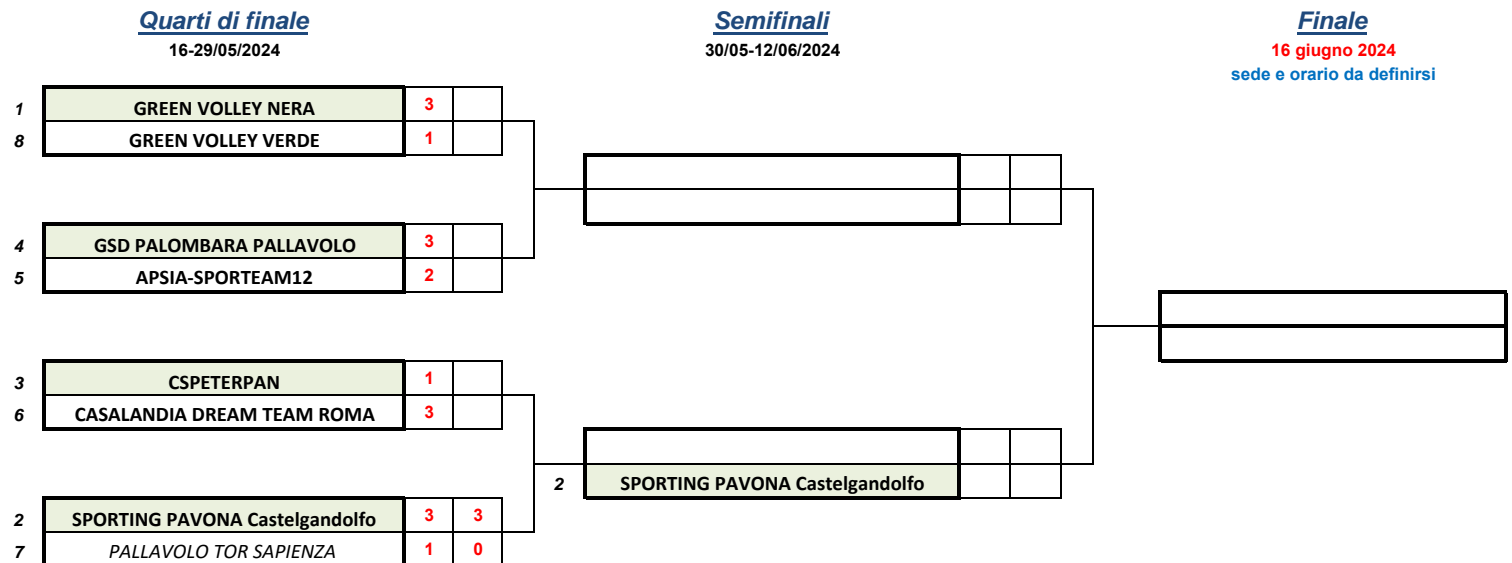 Quarti di finale Semifinali Finale
16-29/05/2024 30/05-12/06/2024 16 giugno 2024
sede e orario da definirsi
1 GREEN VOLLEY NERA 3
8 GREEN VOLLEY VERDE 1
4 GSD PALOMBARA PALLAVOLO 3
5 APSIA-SPORTEAM12 2
3 CSPETERPAN 1
6 CASALANDIA DREAM TEAM ROMA 3
2 SPORTING PAVONA Castelgandolfo
2 SPORTING PAVONA Castelgandolfo 3 3
7 PALLAVOLO TOR SAPIENZA 1 0